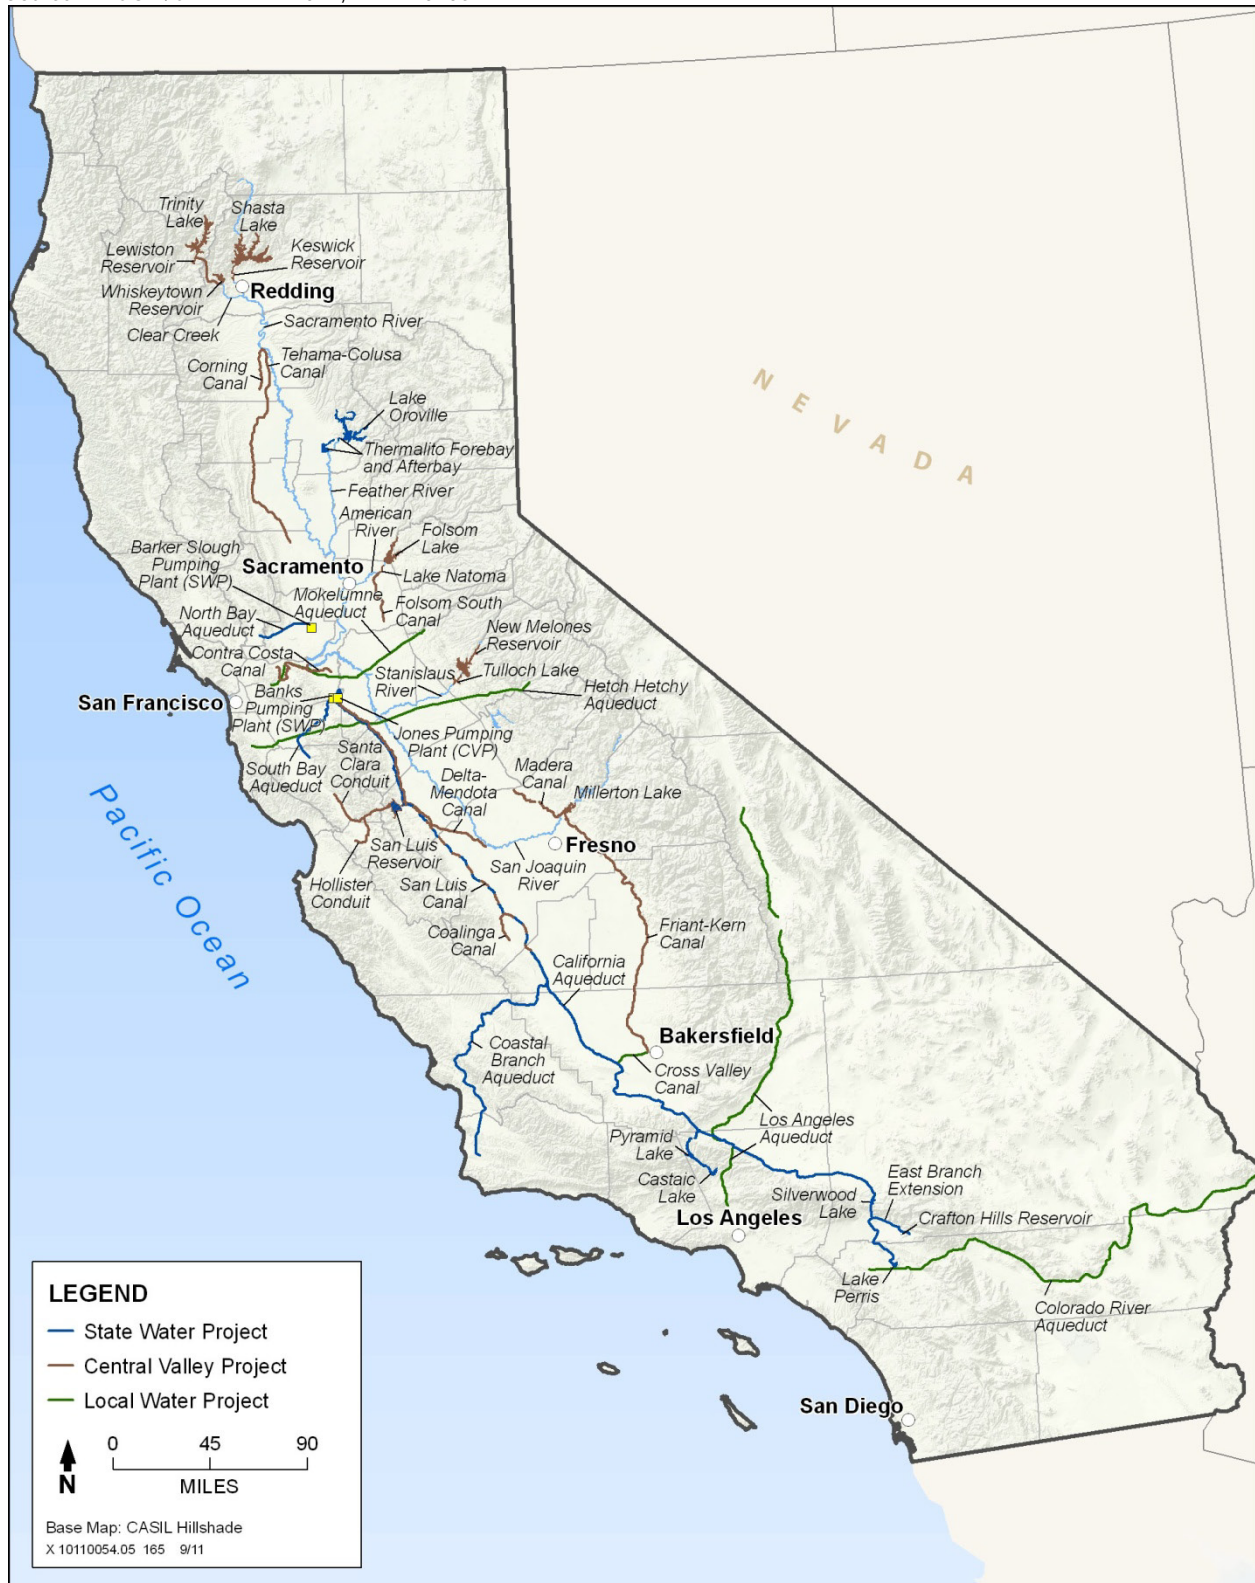 Trinity
Lake
Shasta
Lake
Lewiston
Reservoir
Keswick
Reservoir
Whiskeytown
Reservoir
Redding
Clear Creek
Sacramento River
Corning
Canal
Tehama-Colusa
Canal
Lake
Oroville
Thermalito Forebay
and Afterbay
Feather River
NEVADA
American
River
Folsom
Lake
Barker Slough
Pumping
Plant (SWP)
Sacramento
Lake Natoma
Mokelumne
Aqueduct
Folsom South
Canal
North Bay
Aqueduct
New Melones
Reservoir
Contra Costa
Canal
Stanislaus
River
Tulloch Lake
Hetch Hetchy
Aqueduct
San Francisco
Banks
Pumping
Plant (SWP)
Jones Pumping
Plant (CVP)
South Bay
Aqueduct
Santa
Clara
Conduit
Delta-
Mendota
Canal
Madera
Canal
Millerton Lake
Pacific Ocean
Fresno
San Luis
Reservoir
San Joaquin
River
Hollister
Conduit
San Luis
Canal
Coalinga
Canal
Friant-Kern
Canal
California
Aqueduct
Bakersfield
Coastal
Branch
Aqueduct
Cross Valley
Canal
Los Angeles
Aqueduct
Pyramid
Lake
Castaic
Lake
East Branch
Extension
Silverwood
Lake
Crafton Hills Reservoir
Los Angeles
Lake
Perris
Colorado River
Aqueduct
San Diego
LEGEND
State Water Project
Central Valley Project
Local Water Project
N
0 45 90
MILES
Base Map: CASIL Hillshade
X 10110054.05 165 9/11